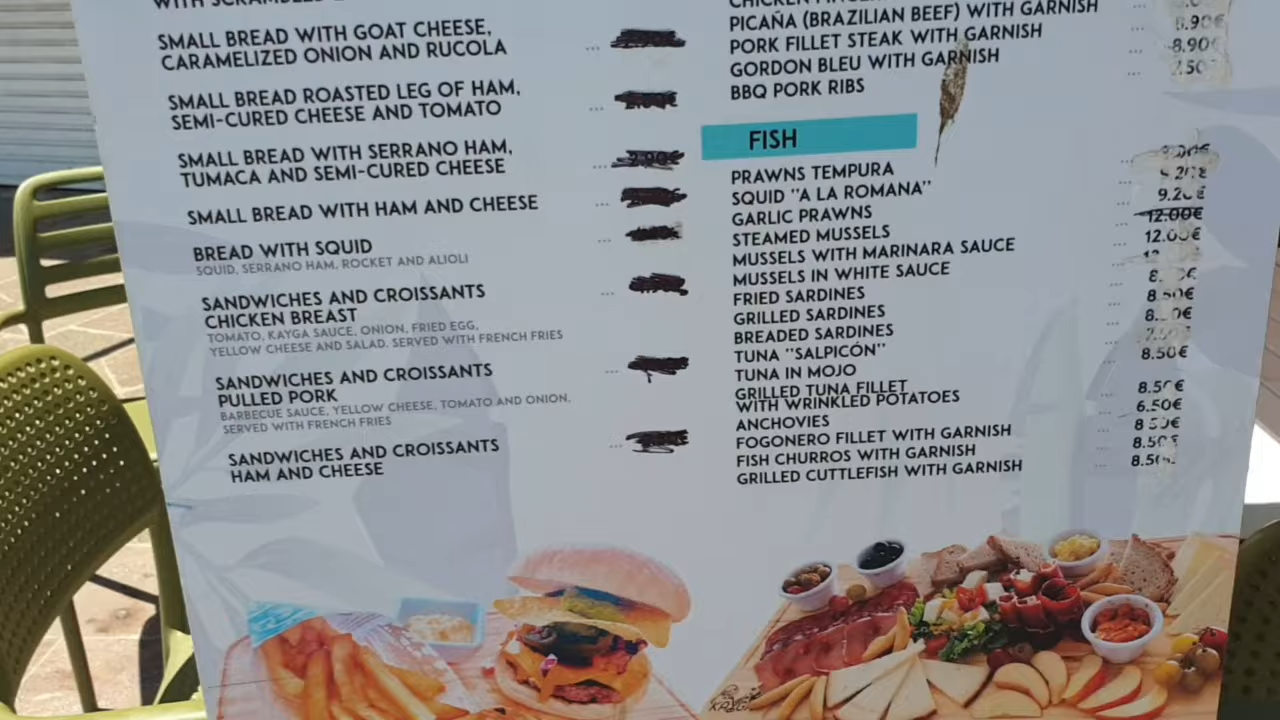 SMALL BREAD WITH GOAT CHEESE,
CARAMELIZED ONION AND RUCOLA
SMALL BREAD ROASTED LEG OF HAM,
SEMI-CURED CHEESE AND TOMATO
SMALL BREAD WITH SERRANO HAM,
TUMACA AND SEMI-CURED CHEESE
SMALL BREAD WITH HAM AND CHEESE
BREAD WITH SQUID
SQUID, SERRANO HAM, ROCKET AND ALIOLI
SANDWICHES AND CROISSANTS
CHICKEN BREAST
TOMATO, KAYGA SAUCE, ONION, FRIED EGG,
YELLOW CHEESE AND SALAD. SERVED WITH FRENCH FRIES
SANDWICHES AND CROISSANTS
PULLED PORK
BARBECUE SAUCE, YELLOW CHEESE, TOMATO AND ONION.
SERVED WITH FRENCH FRIES
SANDWICHES AND CROISSANTS
HAM AND CHEESE
PICAÑA (BRAZILIAN BEEF) WITH GARNISH
PORK FILLET STEAK WITH GARNISH
GORDON BLEU WITH GARNISH
BBQ PORK RIBS
8.90€
8.90€
FISH
PRAWNS TEMPURA
SQUID "A LA ROMANA"
GARLIC PRAWNS
STEAMED MUSSELS
MUSSELS WITH MARINARA SAUCE
MUSSELS IN WHITE SAUCE
FRIED SARDINES
GRILLED SARDINES
BREADED SARDINES
TUNA "SALPICÓN"
TUNA IN MOJO
GRILLED TUNA FILLET
WITH WRINKLED POTATOES
ANCHOVIES
FOGONERO FILLET WITH GARNISH
FISH CHURROS WITH GARNISH
GRILLED CUTTLEFISH WITH GARNISH
9.20€
9.20€
12.00€
12.00€
8.50€
7.50€
8.50€
8.50€
6.50€
8.50€
8.50€